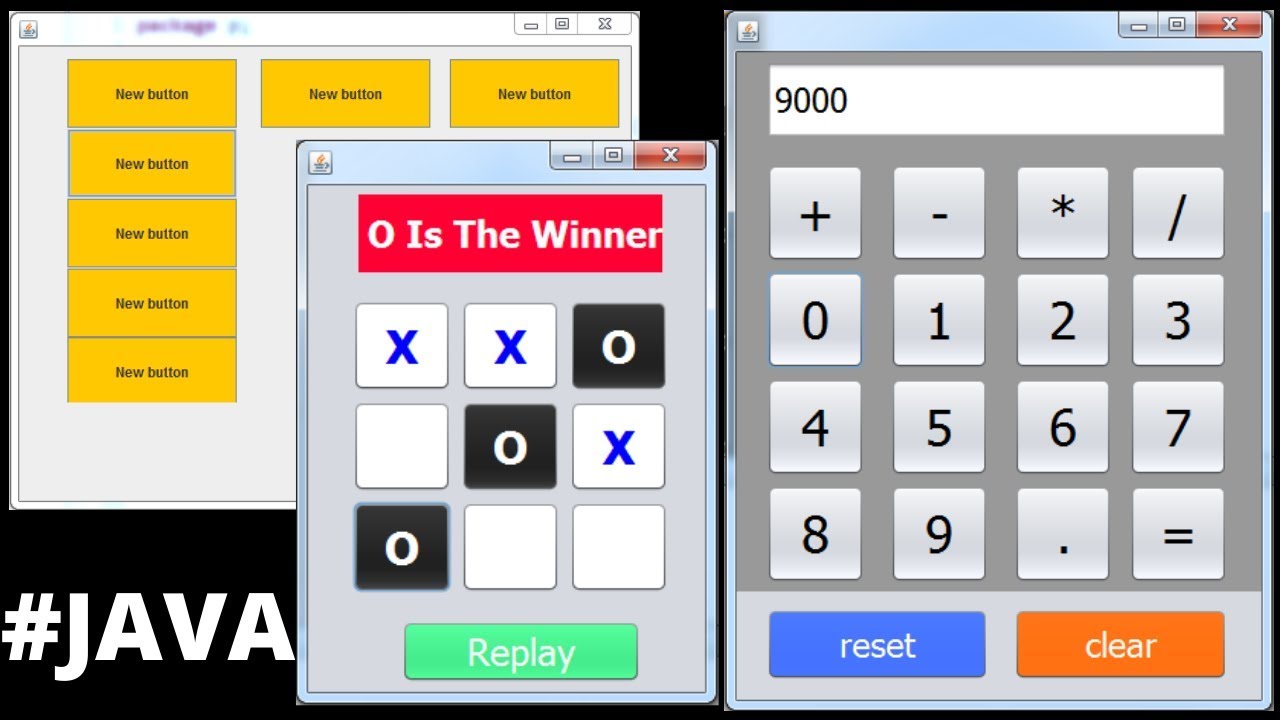 package p;
New button New button New button
New button
New button
New button
New button
O Is The Winner
X X O
O X
O
Replay
9000
+ - * /
0 1 2 3
4 5 6 7
8 9 . =
reset clear
#JAVA